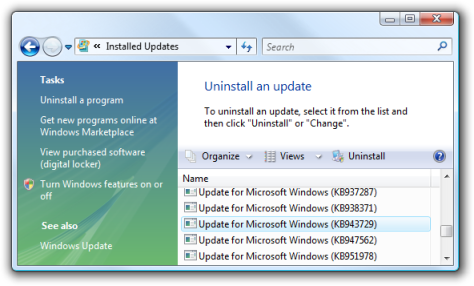 « Installed Updates
Search
Tasks
Uninstall a program
Get new programs online at
Windows Marketplace
View purchased software
(digital locker)
Turn Windows features on or
off
See also
Windows Update
Uninstall an update
To uninstall an update, select it from the list and
then click "Uninstall" or "Change".
Organize
Views
Uninstall
Name
Update for Microsoft Windows (KB937287)
Update for Microsoft Windows (KB938371)
Update for Microsoft Windows (KB943729)
Update for Microsoft Windows (KB947562)
Update for Microsoft Windows (KB951978)